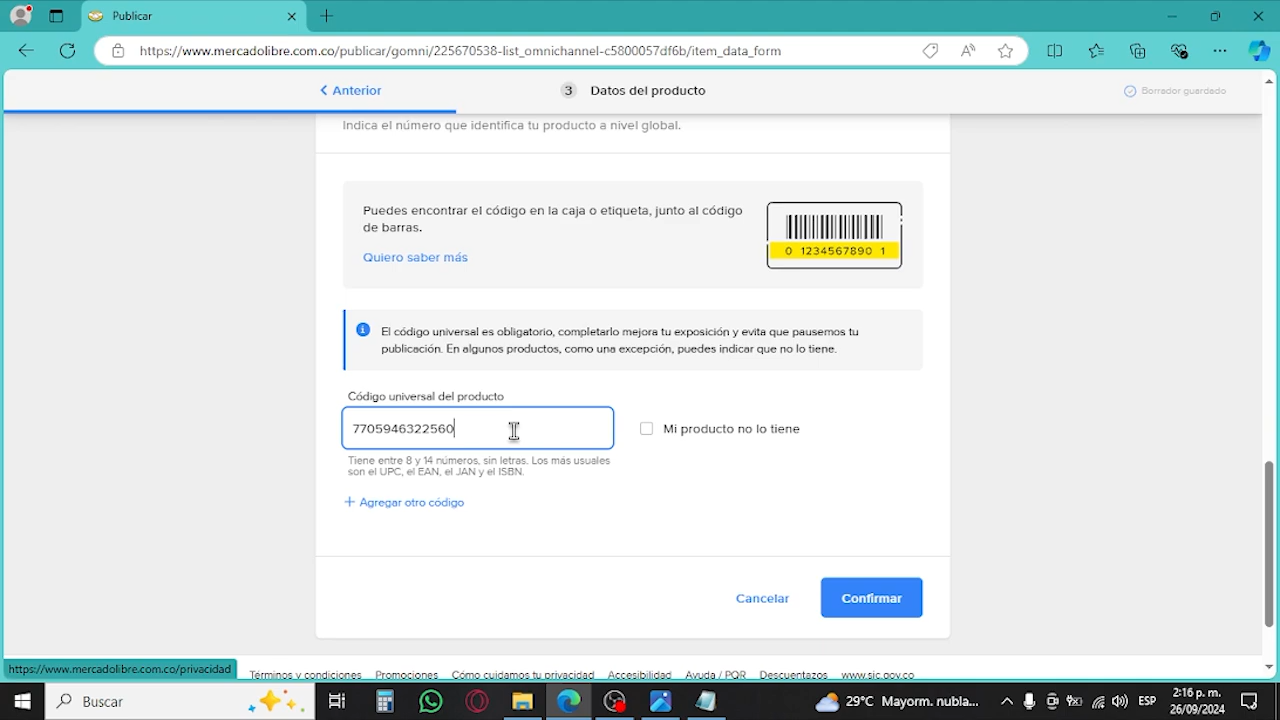 Publicar
https://www.mercadolibre.com.co/publicar/gomni/225670538-list_omnichannel-c5800057df6b/item_data_form
Anterior
3 Datos del producto
Borrador guardado
Indica el número que identifica tu producto a nivel global.
Puedes encontrar el código en la caja o etiqueta, junto al código
de barras.
Quiero saber más
0 1234567890 1
El código universal es obligatorio, completarlo mejora tu exposición y evita que pausemos tu
publicación. En algunos productos, como una excepción, puedes indicar que no lo tiene.
Código universal del producto
7705946322560
Mi producto no lo tiene
Tiene entre 8 y 14 números, sin letras. Los más usuales
son el UPC, el EAN, el JAN y el ISBN.
+ Agregar otro código
Cancelar
Confirmar
https://www.mercadolibre.com.co/privacidad
Términos y condiciones Promociones Cómo cuidamos tu privacidad Accesibilidad Ayuda / PQR Descuentazos www.sic.gov.co
Buscar
29°C Mayorm. nubla...
ESP
2:16 p. m.
26/09/2024